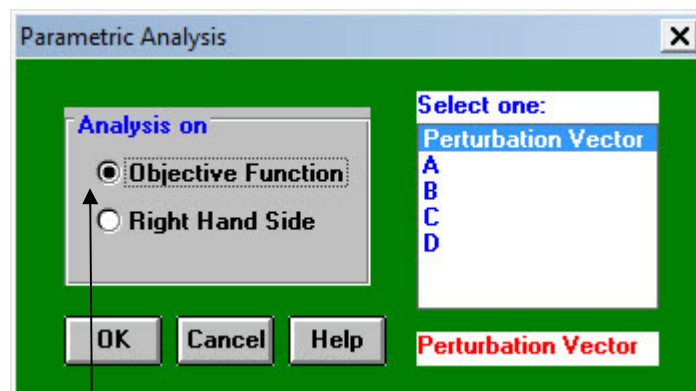 Parametric Analysis
Analysis on
Objective Function
Right Hand Side
OK
Cancel
Help
Select one:
Perturbation Vector
A
B
C
D
Perturbation Vector